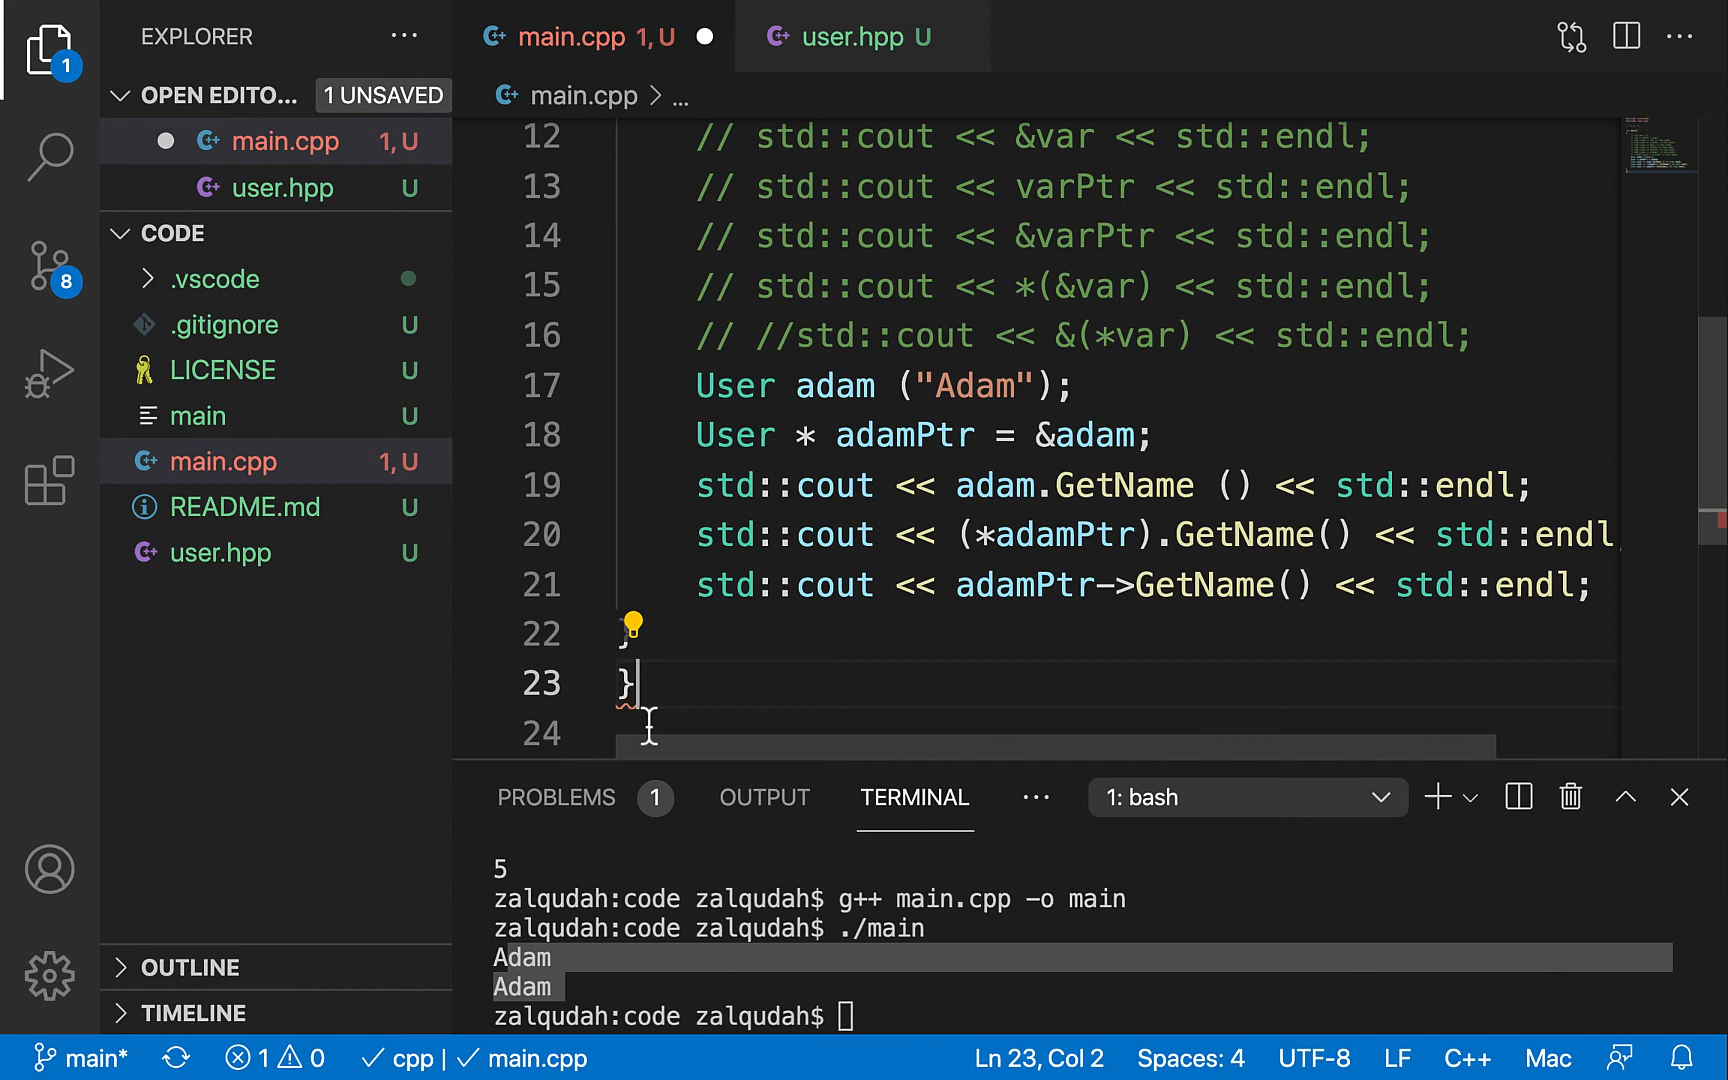 EXPLORER
1
OPEN EDITO... 1 UNSAVED
main.cpp 1, U
user.hpp U
CODE
.vscode
.gitignore U
LICENSE U
main U
main.cpp 1, U
README.md U
user.hpp U
8
OUTLINE
TIMELINE
main.cpp 1, U
user.hpp U
main.cpp > ...
12 // std::cout << &var << std::endl;
13 // std::cout << varPtr << std::endl;
14 // std::cout << &varPtr << std::endl;
15 // std::cout << *(&var) << std::endl;
16 // //std::cout << &(*var) << std::endl;
17 User adam ("Adam");
18 User * adamPtr = &adam;
19 std::cout << adam.GetName () << std::endl;
20 std::cout << (*adamPtr).GetName() << std::endl
21 std::cout << adamPtr->GetName() << std::endl;
22 }
23 }
24
PROBLEMS 1 OUTPUT TERMINAL ... 1: bash
5
zalqudah:code zalqudah$ g++ main.cpp -o main
zalqudah:code zalqudah$ ./main
Adam
Adam
zalqudah:code zalqudah$
main* 1 0 cpp | main.cpp Ln 23, Col 2 Spaces: 4 UTF-8 LF C++ Mac